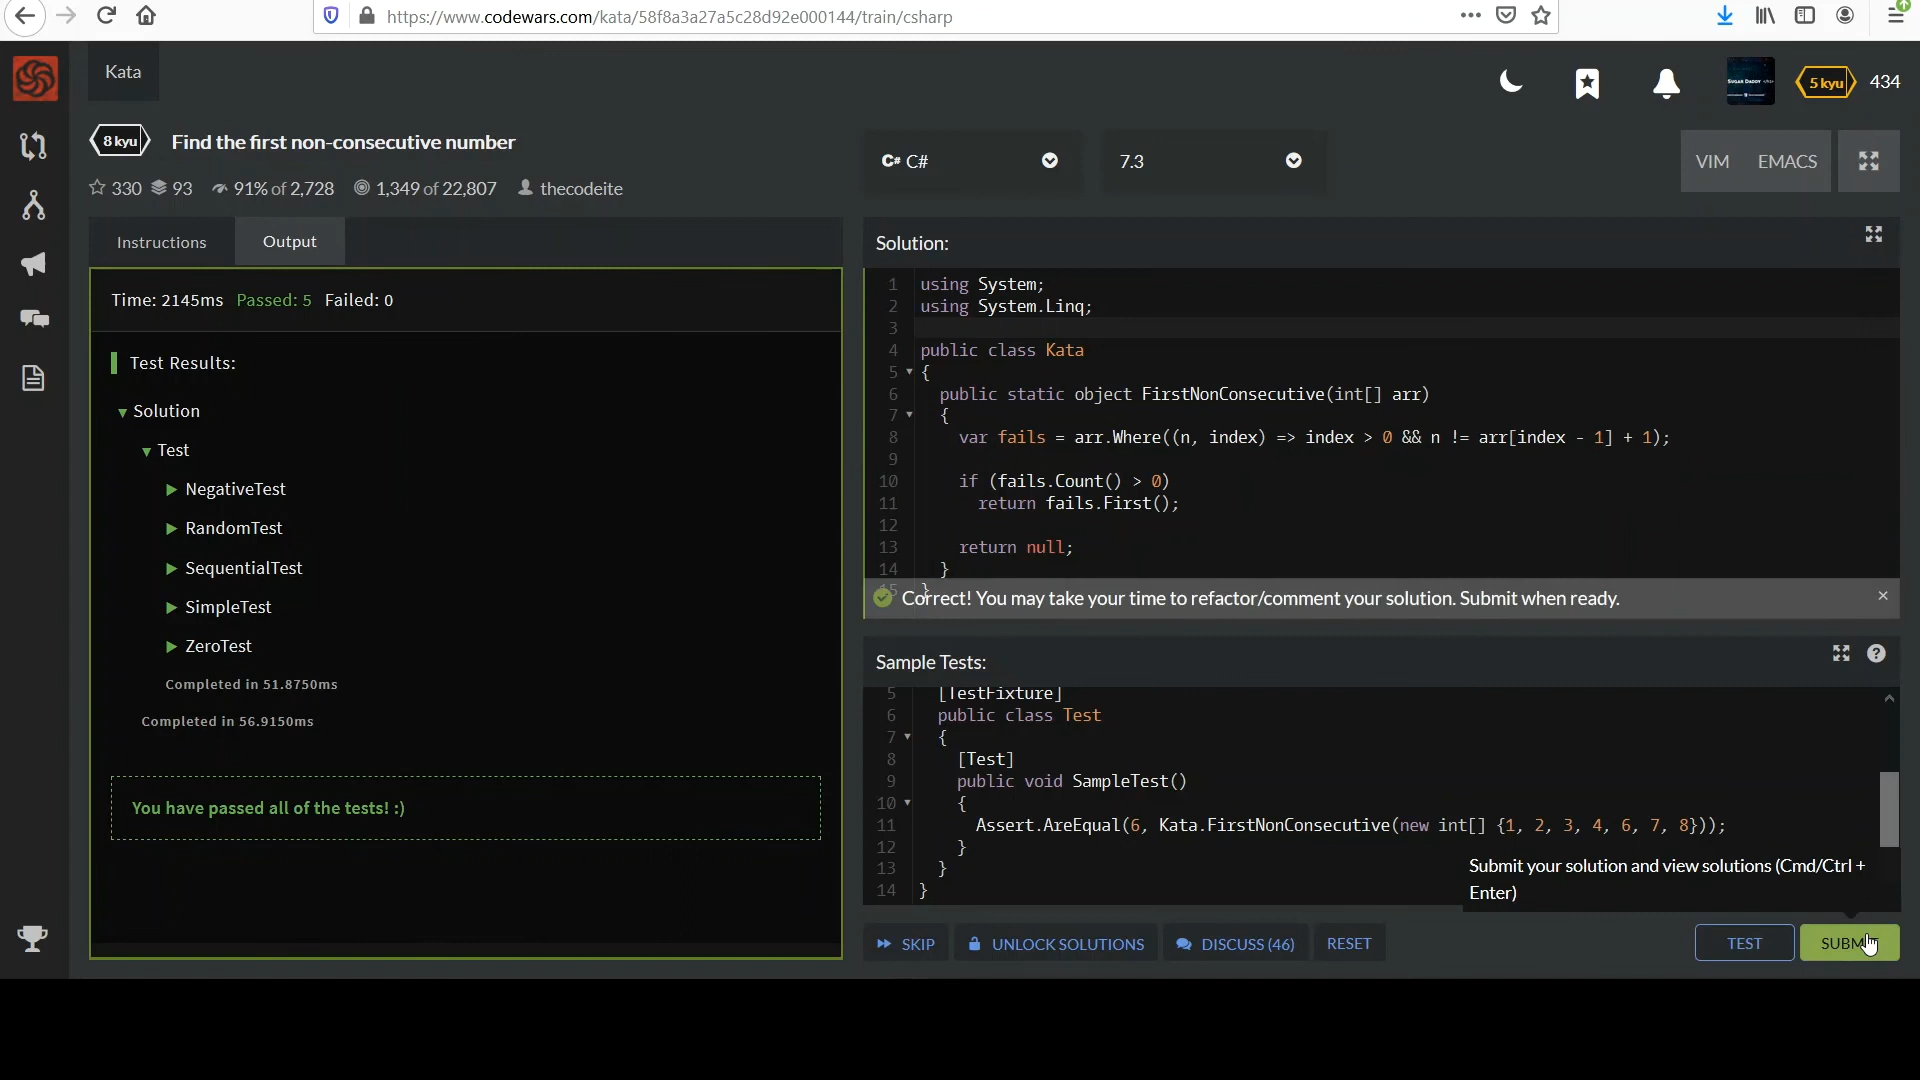 https://www.codewars.com/kata/58f8a3a27a5c28d92e000144/train/csharp
Kata
SUGAR DADDY </>
5 kyu 434
8 kyu Find the first non-consecutive number
330 93 91% of 2,728 1,349 of 22,807 thecodeite
C# C#
7.3
VIM EMACS
Instructions Output
Time: 2145ms Passed: 5 Failed: 0
Test Results:
Solution
Test
NegativeTest
RandomTest
SequentialTest
SimpleTest
ZeroTest
Completed in 51.8750ms
Completed in 56.9150ms
You have passed all of the tests! :)
Solution:
1 using System;
2 using System.Linq;
3
4 public class Kata
5 {
6 public static object FirstNonConsecutive(int[] arr)
7 {
8 var fails = arr.Where((n, index) => index > 0 && n != arr[index - 1] + 1);
9
10 if (fails.Count() > 0)
11 return fails.First();
12
13 return null;
14 }
15 }
Correct! You may take your time to refactor/comment your solution. Submit when ready. ×
Sample Tests:
5 [TestFixture]
6 public class Test
7 {
8 [Test]
9 public void SampleTest()
10 {
11 Assert.AreEqual(6, Kata.FirstNonConsecutive(new int[] {1, 2, 3, 4, 6, 7, 8}));
12 }
13 }
14 }
Submit your solution and view solutions (Cmd/Ctrl +
Enter)
SKIP UNLOCK SOLUTIONS DISCUSS (46) RESET TEST